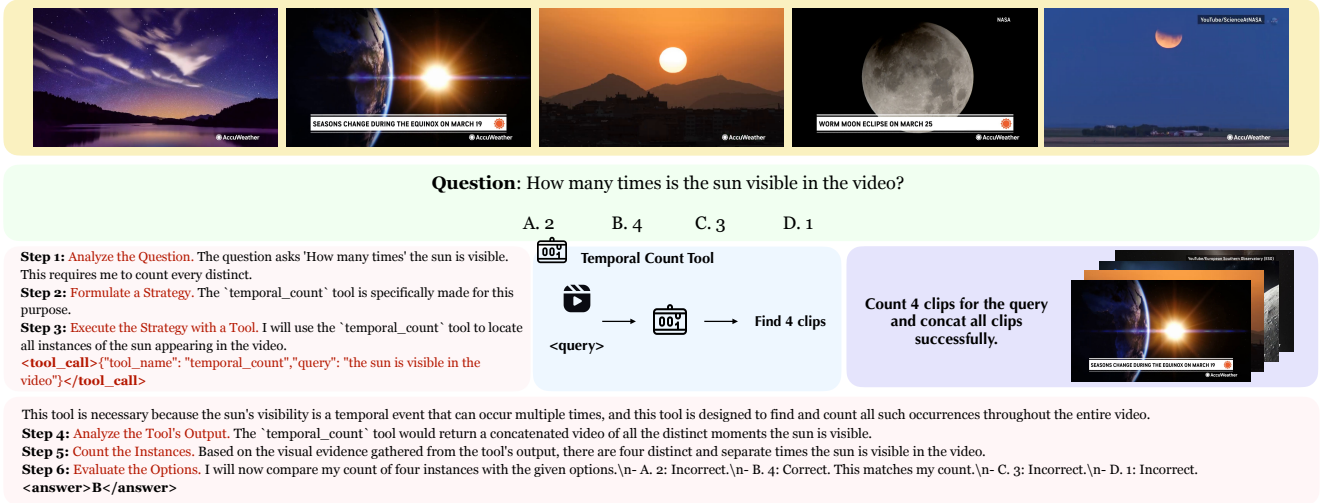 AccuWeather
SEASONS CHANGE DURING THE EQUINOX ON MARCH 19
AccuWeather
AccuWeather
NASA
WORM MOON ECLIPSE ON MARCH 25
AccuWeather
YouTube/ScienceAtNASA
AccuWeather
Question: How many times is the sun visible in the video?
A. 2 B. 4 C. 3 D. 1
Step 1: Analyze the Question. The question asks 'How many times' the sun is visible.
This requires me to count every distinct.
Step 2: Formulate a Strategy. The `temporal_count` tool is specifically made for this
purpose.
Step 3: Execute the Strategy with a Tool. I will use the `temporal_count` tool to locate
all instances of the sun appearing in the video.
<tool_call>{"tool_name": "temporal_count","query": "the sun is visible in the
video"}</tool_call>
001
Temporal Count Tool
001
Find 4 clips
<query>
Count 4 clips for the query
and concat all clips
successfully.
YouTube/European Southern Observatory (ESO)
SEASONS CHANGE DURING THE EQUINOX ON MARCH 19
AccuWeather
This tool is necessary because the sun's visibility is a temporal event that can occur multiple times, and this tool is designed to find and count all such occurrences throughout the entire video.
Step 4: Analyze the Tool's Output. The `temporal_count` tool would return a concatenated video of all the distinct moments the sun is visible.
Step 5: Count the Instances. Based on the visual evidence gathered from the tool's output, there are four distinct and separate times the sun is visible in the video.
Step 6: Evaluate the Options. I will now compare my count of four instances with the given options.\n- A. 2: Incorrect.\n- B. 4: Correct. This matches my count.\n- C. 3: Incorrect.\n- D. 1: Incorrect.
<answer>B</answer>